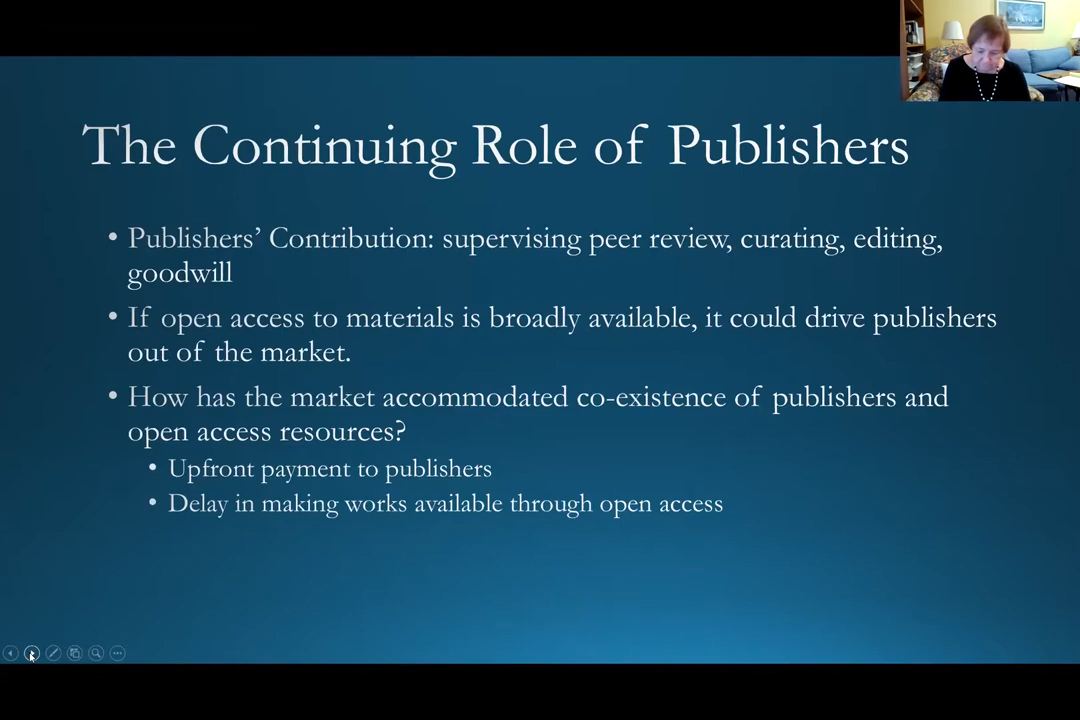 The Continuing Role of Publishers
• Publishers' Contribution: supervising peer review, curating, editing,
goodwill
• If open access to materials is broadly available, it could drive publishers
out of the market.
• How has the market accommodated co-existence of publishers and
open access resources?
• Upfront payment to publishers
• Delay in making works available through open access